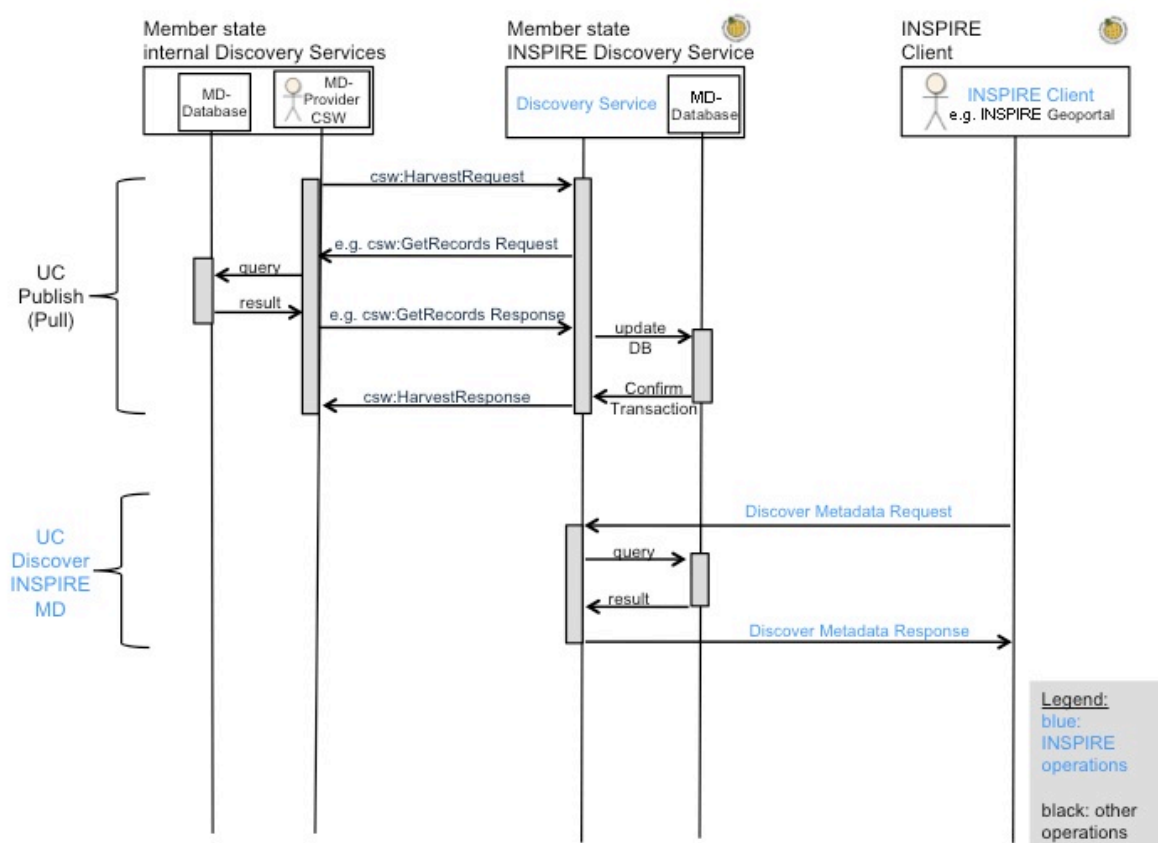 Member state
internal Discovery Services
Member state
INSPIRE Discovery Service
INSPIRE
Client
MD-
Database
MD-
Provider
CSW
Discovery Service
MD-
Database
INSPIRE Client
e.g. INSPIRE Geoportal
UC
Publish
(Pull)
csw:HarvestRequest
e.g. csw:GetRecords Request
query
result
e.g. csw:GetRecords Response
update
DB
Confirm
Transaction
csw:HarvestResponse
UC
Discover
INSPIRE
MD
Discover Metadata Request
query
result
Discover Metadata Response
Legend:
blue:
INSPIRE
operations
black: other
operations